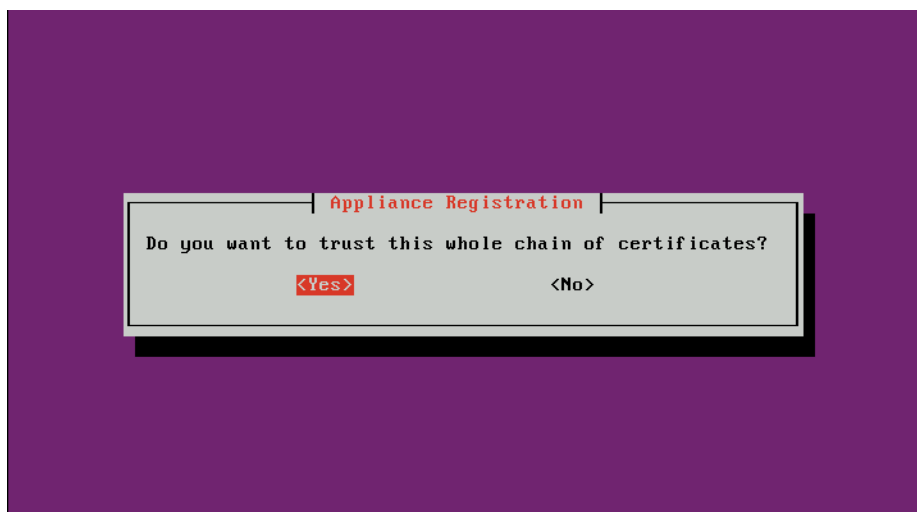 Appliance Registration
Do you want to trust this whole chain of certificates?
<Yes> <No>